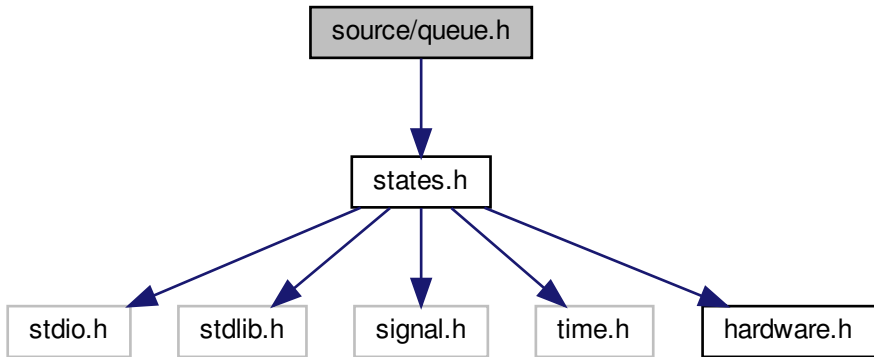 source/queue.h
states.h
stdio.h
stdlib.h
signal.h
time.h
hardware.h